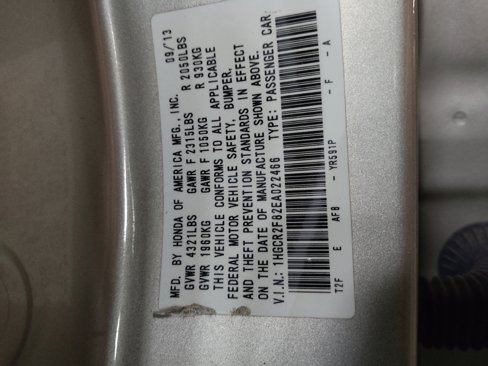 MFD. BY HONDA OF AMERICA MFG., INC. 09/13
GVWR 4321LBS GAWR F 2315LBS R 2050LBS
GVWR 1960KG GAWR F 1050KG R 930KG
THIS VEHICLE CONFORMS TO ALL APPLICABLE
FEDERAL MOTOR VEHICLE SAFETY, BUMPER,
AND THEFT PREVENTION STANDARDS IN EFFECT
ON THE DATE OF MANUFACTURE SHOWN ABOVE.
V.I.N.: 1HGCR2F82EA022466 TYPE: PASSENGER CAR
T2F E AFB - YR591P - F - A